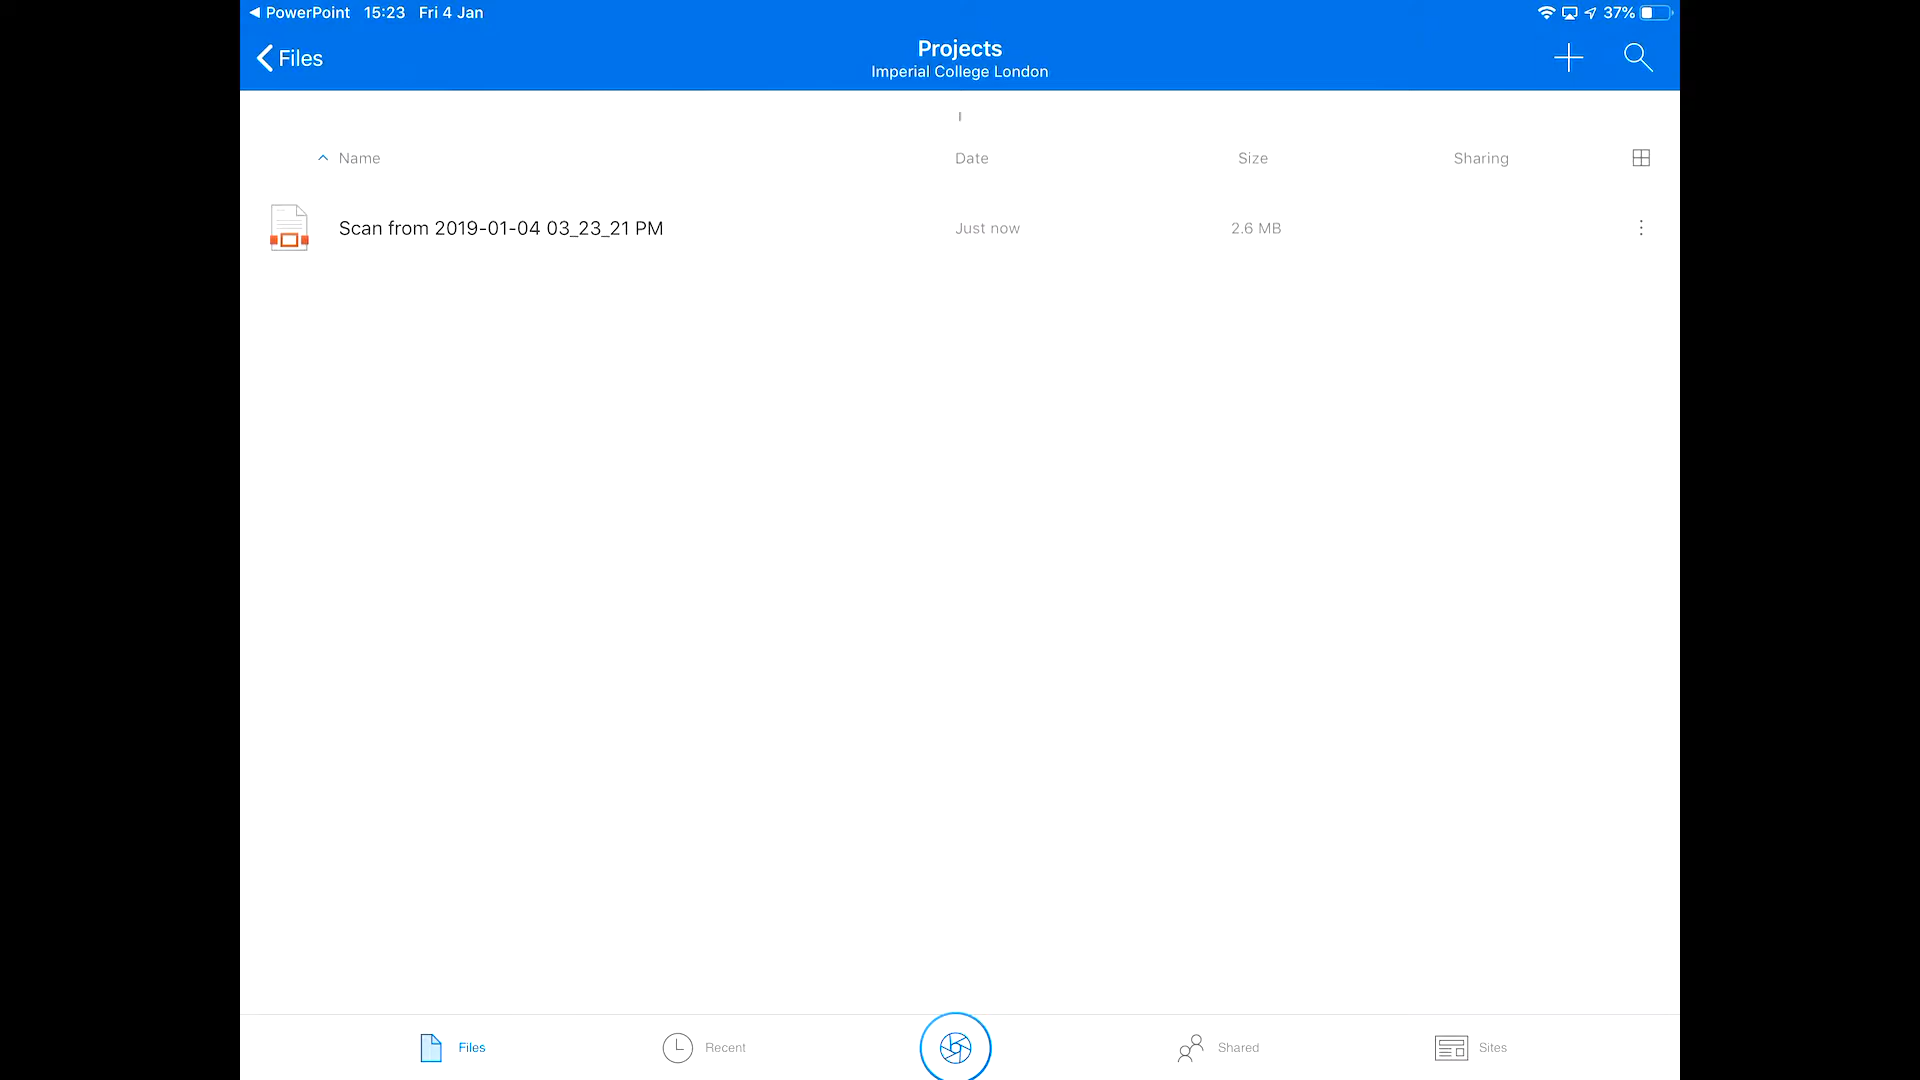 PowerPoint 15:23 Fri 4 Jan 37%
Files
Projects
Imperial College London
Name Date Size Sharing
Scan from 2019-01-04 03_23_21 PM Just now 2.6 MB
Files Recent Shared Sites